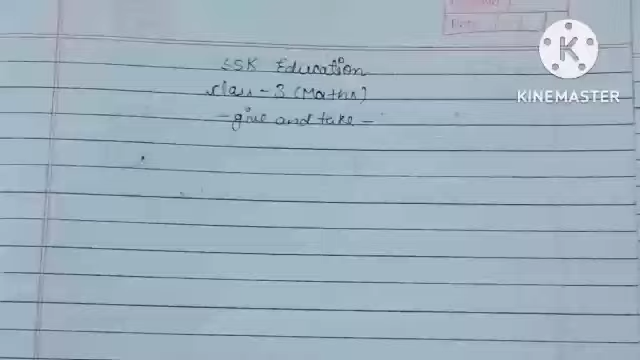 SSK Education
class - 3 (Maths)
- give and take -
KINEMASTER